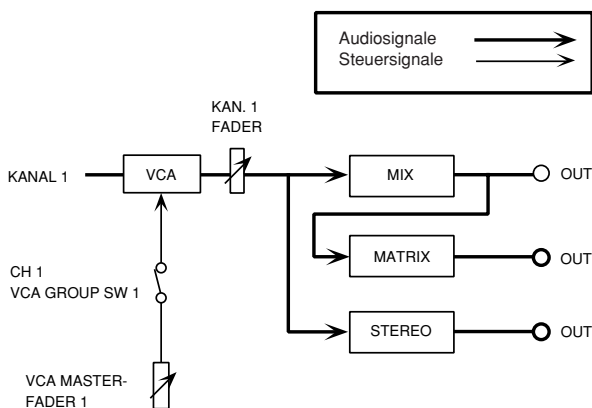 Audiosignale
Steuersignale
KAN. 1
FADER
KANAL 1
VCA
MIX
OUT
MATRIX
OUT
CH 1
VCA GROUP SW 1
STEREO
OUT
VCA MASTER-
FADER 1